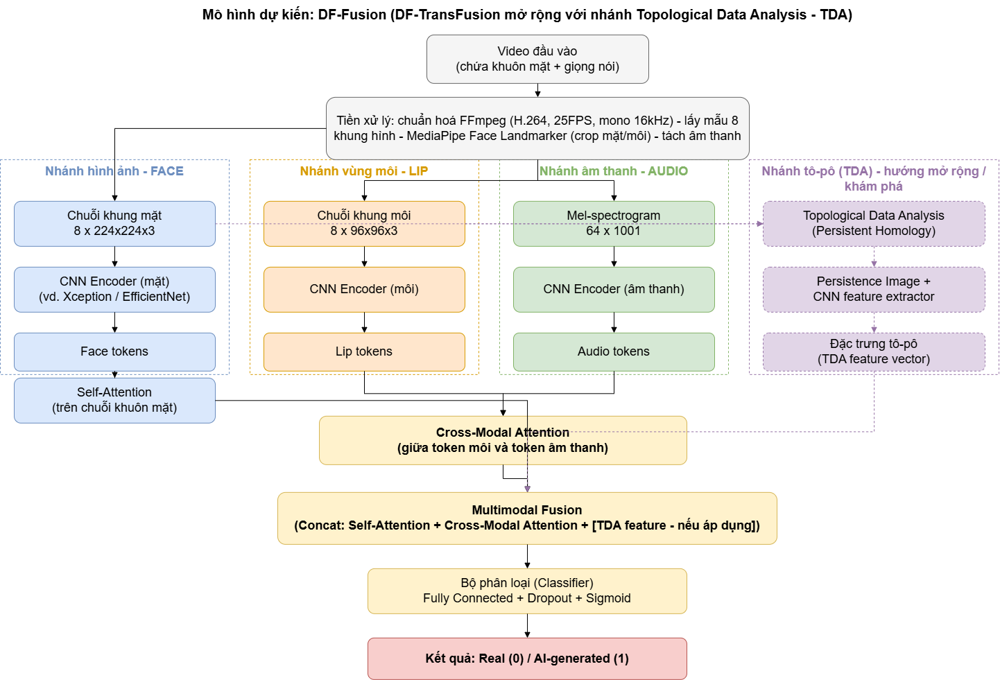 Mô hình dự kiến: DF-Fusion (DF-TransFusion mở rộng với nhánh Topological Data Analysis - TDA)
Video đầu vào
(chứa khuôn mặt + giọng nói)
Tiền xử lý: chuẩn hoá FFmpeg (H.264, 25FPS, mono 16kHz) - lấy mẫu 8
khung hình - MediaPipe Face Landmarker (crop mặt/môi) - tách âm thanh
Nhánh hình ảnh - FACE
Chuỗi khung mặt
8 x 224x224x3
CNN Encoder (mặt)
(vd. Xception / EfficientNet)
Face tokens
Self-Attention
(trên chuỗi khuôn mặt)
Nhánh vùng môi - LIP
Chuỗi khung môi
8 x 96x96x3
CNN Encoder (môi)
Lip tokens
Nhánh âm thanh - AUDIO
Mel-spectrogram
64 x 1001
CNN Encoder (âm thanh)
Audio tokens
Nhánh tô-pô (TDA) - hướng mở rộng /
khám phá
Topological Data Analysis
(Persistent Homology)
Persistence Image +
CNN feature extractor
Đặc trưng tô-pô
(TDA feature vector)
Cross-Modal Attention
(giữa token môi và token âm thanh)
Multimodal Fusion
(Concat: Self-Attention + Cross-Modal Attention + [TDA feature - nếu áp dụng])
Bộ phân loại (Classifier)
Fully Connected + Dropout + Sigmoid
Kết quả: Real (0) / AI-generated (1)